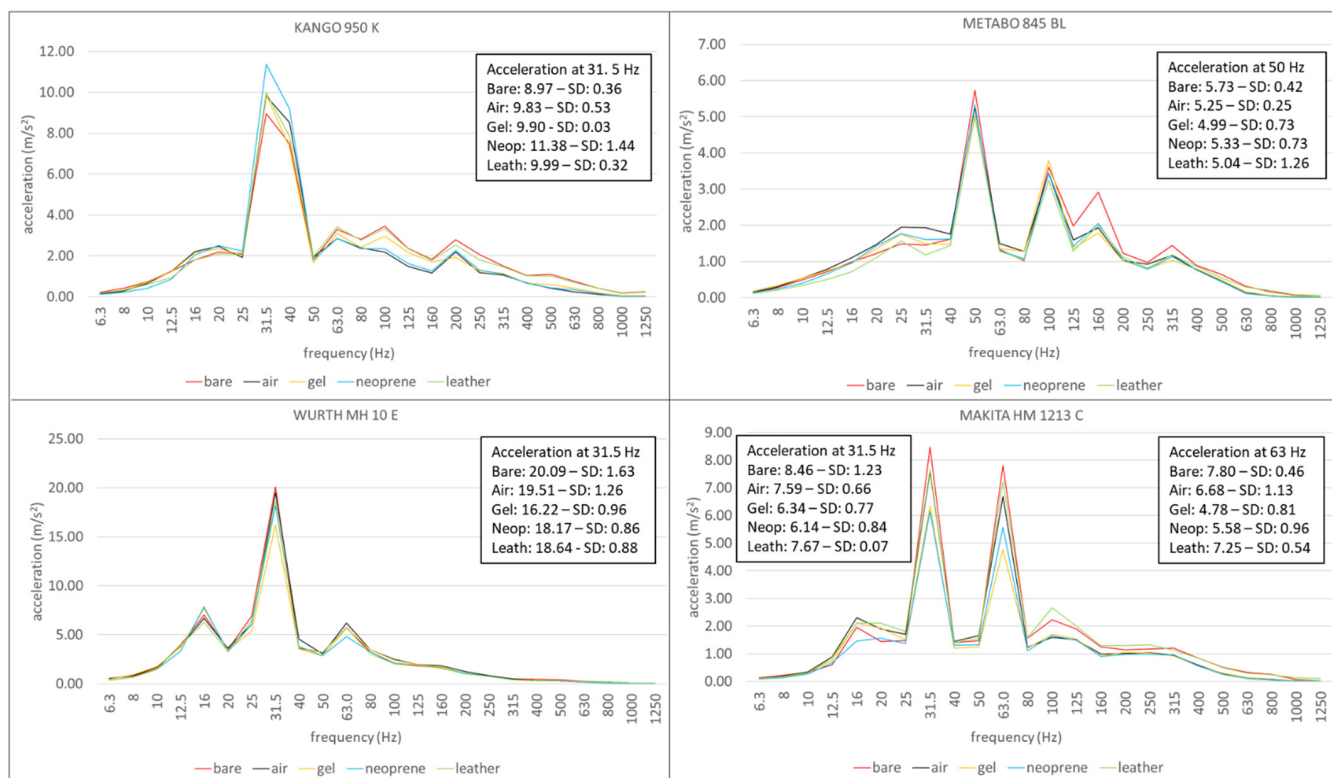 KANGO 950 K
12.00
10.00
8.00
6.00
4.00
2.00
0.00
acceleration (m/s²)
Acceleration at 31. 5 Hz
Bare: 8.97 – SD: 0.36
Air: 9.83 – SD: 0.53
Gel: 9.90 - SD: 0.03
Neop: 11.38 – SD: 1.44
Leath: 9.99 – SD: 0.32
6.3 8 10 12.5 16 20 25 31.5 40 50 63.0 80 100 125 160 200 250 315 400 500 630 800 1000 1250
frequency (Hz)
bare air gel neoprene leather
METABO 845 BL
7.00
6.00
5.00
4.00
3.00
2.00
1.00
0.00
acceleration (m/s²)
Acceleration at 50 Hz
Bare: 5.73 – SD: 0.42
Air: 5.25 – SD: 0.25
Gel: 4.99 – SD: 0.73
Neop: 5.33 – SD: 0.73
Leath: 5.04 – SD: 1.26
6.3 8 10 12.5 16 20 25 31.5 40 50 63.0 80 100 125 160 200 250 315 400 500 630 800 1000 1250
frequency (Hz)
bare air gel neoprene leather
WURTH MH 10 E
25.00
20.00
15.00
10.00
5.00
0.00
acceleration (m/s²)
Acceleration at 31.5 Hz
Bare: 20.09 – SD: 1.63
Air: 19.51 – SD: 1.26
Gel: 16.22 – SD: 0.96
Neop: 18.17 – SD: 0.86
Leath: 18.64 – SD: 0.88
6.3 8 10 12.5 16 20 25 31.5 40 50 63.0 80 100 125 160 200 250 315 400 500 630 800 1000 1250
frequency (Hz)
bare air gel neoprene leather
MAKITA HM 1213 C
9.00
8.00
7.00
6.00
5.00
4.00
3.00
2.00
1.00
0.00
acceleration (m/s²)
Acceleration at 31.5 Hz
Bare: 8.46 – SD: 1.23
Air: 7.59 – SD: 0.66
Gel: 6.34 – SD: 0.77
Neop: 6.14 – SD: 0.84
Leath: 7.67 – SD: 0.07
Acceleration at 63 Hz
Bare: 7.80 – SD: 0.46
Air: 6.68 – SD: 1.13
Gel: 4.78 – SD: 0.81
Neop: 5.58 – SD: 0.96
Leath: 7.25 – SD: 0.54
6.3 8 10 12.5 16 20 25 31.5 40 50 63.0 80 100 125 160 200 250 315 400 500 630 800 1000 1250
frequency (Hz)
bare air gel neoprene leather